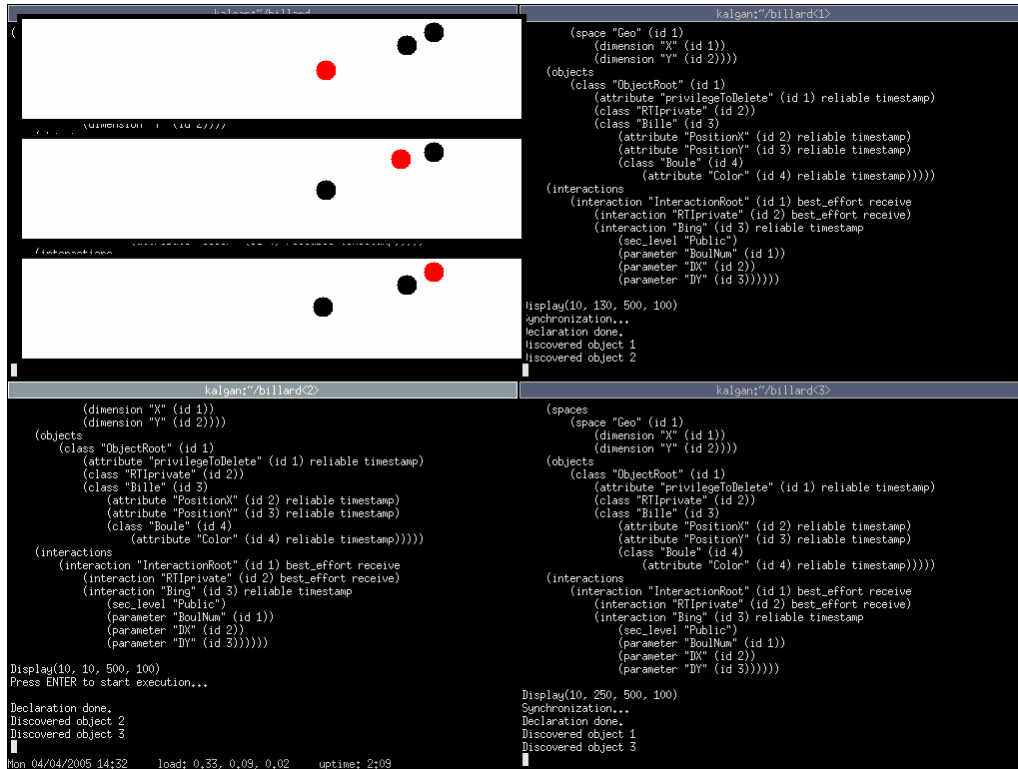 kalgan:~/billard
(
(dimension "Y" (id 2))))
(interactions
kalgan:~/billard<1>
(space "Geo" (id 1)
(dimension "X" (id 1))
(dimension "Y" (id 2))))
(objects
(class "ObjectRoot" (id 1)
(attribute "privilegeToDelete" (id 1) reliable timestamp)
(class "RTIprivate" (id 2))
(class "Bille" (id 3)
(attribute "PositionX" (id 2) reliable timestamp)
(attribute "PositionY" (id 3) reliable timestamp)
(class "Boule" (id 4)
(attribute "Color" (id 4) reliable timestamp)))))
(interactions
(interaction "InteractionRoot" (id 1) best_effort receive
(interaction "RTIprivate" (id 2) best_effort receive)
(interaction "Bing" (id 3) reliable timestamp
(sec_level "Public")
(parameter "BoulNum" (id 1))
(parameter "DX" (id 2))
(parameter "DY" (id 3))))))
Display(10, 130, 500, 100)
Synchronization...
Declaration done.
Discovered object 1
Discovered object 2
kalgan:~/billard<2>
(dimension "X" (id 1))
(dimension "Y" (id 2))))
(objects
(class "ObjectRoot" (id 1)
(attribute "privilegeToDelete" (id 1) reliable timestamp)
(class "RTIprivate" (id 2))
(class "Bille" (id 3)
(attribute "PositionX" (id 2) reliable timestamp)
(attribute "PositionY" (id 3) reliable timestamp)
(class "Boule" (id 4)
(attribute "Color" (id 4) reliable timestamp)))))
(interactions
(interaction "InteractionRoot" (id 1) best_effort receive
(interaction "RTIprivate" (id 2) best_effort receive)
(interaction "Bing" (id 3) reliable timestamp
(sec_level "Public")
(parameter "BoulNum" (id 1))
(parameter "DX" (id 2))
(parameter "DY" (id 3))))))
Display(10, 10, 500, 100)
Press ENTER to start execution...
Declaration done.
Discovered object 2
Discovered object 3
Mon 04/04/2005 14:32 load: 0.33, 0.09, 0.02 uptime: 2:09
kalgan:~/billard<3>
(spaces
(space "Geo" (id 1)
(dimension "X" (id 1))
(dimension "Y" (id 2))))
(objects
(class "ObjectRoot" (id 1)
(attribute "privilegeToDelete" (id 1) reliable timestamp)
(class "RTIprivate" (id 2))
(class "Bille" (id 3)
(attribute "PositionX" (id 2) reliable timestamp)
(attribute "PositionY" (id 3) reliable timestamp)
(class "Boule" (id 4)
(attribute "Color" (id 4) reliable timestamp)))))
(interactions
(interaction "InteractionRoot" (id 1) best_effort receive
(interaction "RTIprivate" (id 2) best_effort receive)
(interaction "Bing" (id 3) reliable timestamp
(sec_level "Public")
(parameter "BoulNum" (id 1))
(parameter "DX" (id 2))
(parameter "DY" (id 3))))))
Display(10, 250, 500, 100)
Synchronization...
Declaration done.
Discovered object 1
Discovered object 3